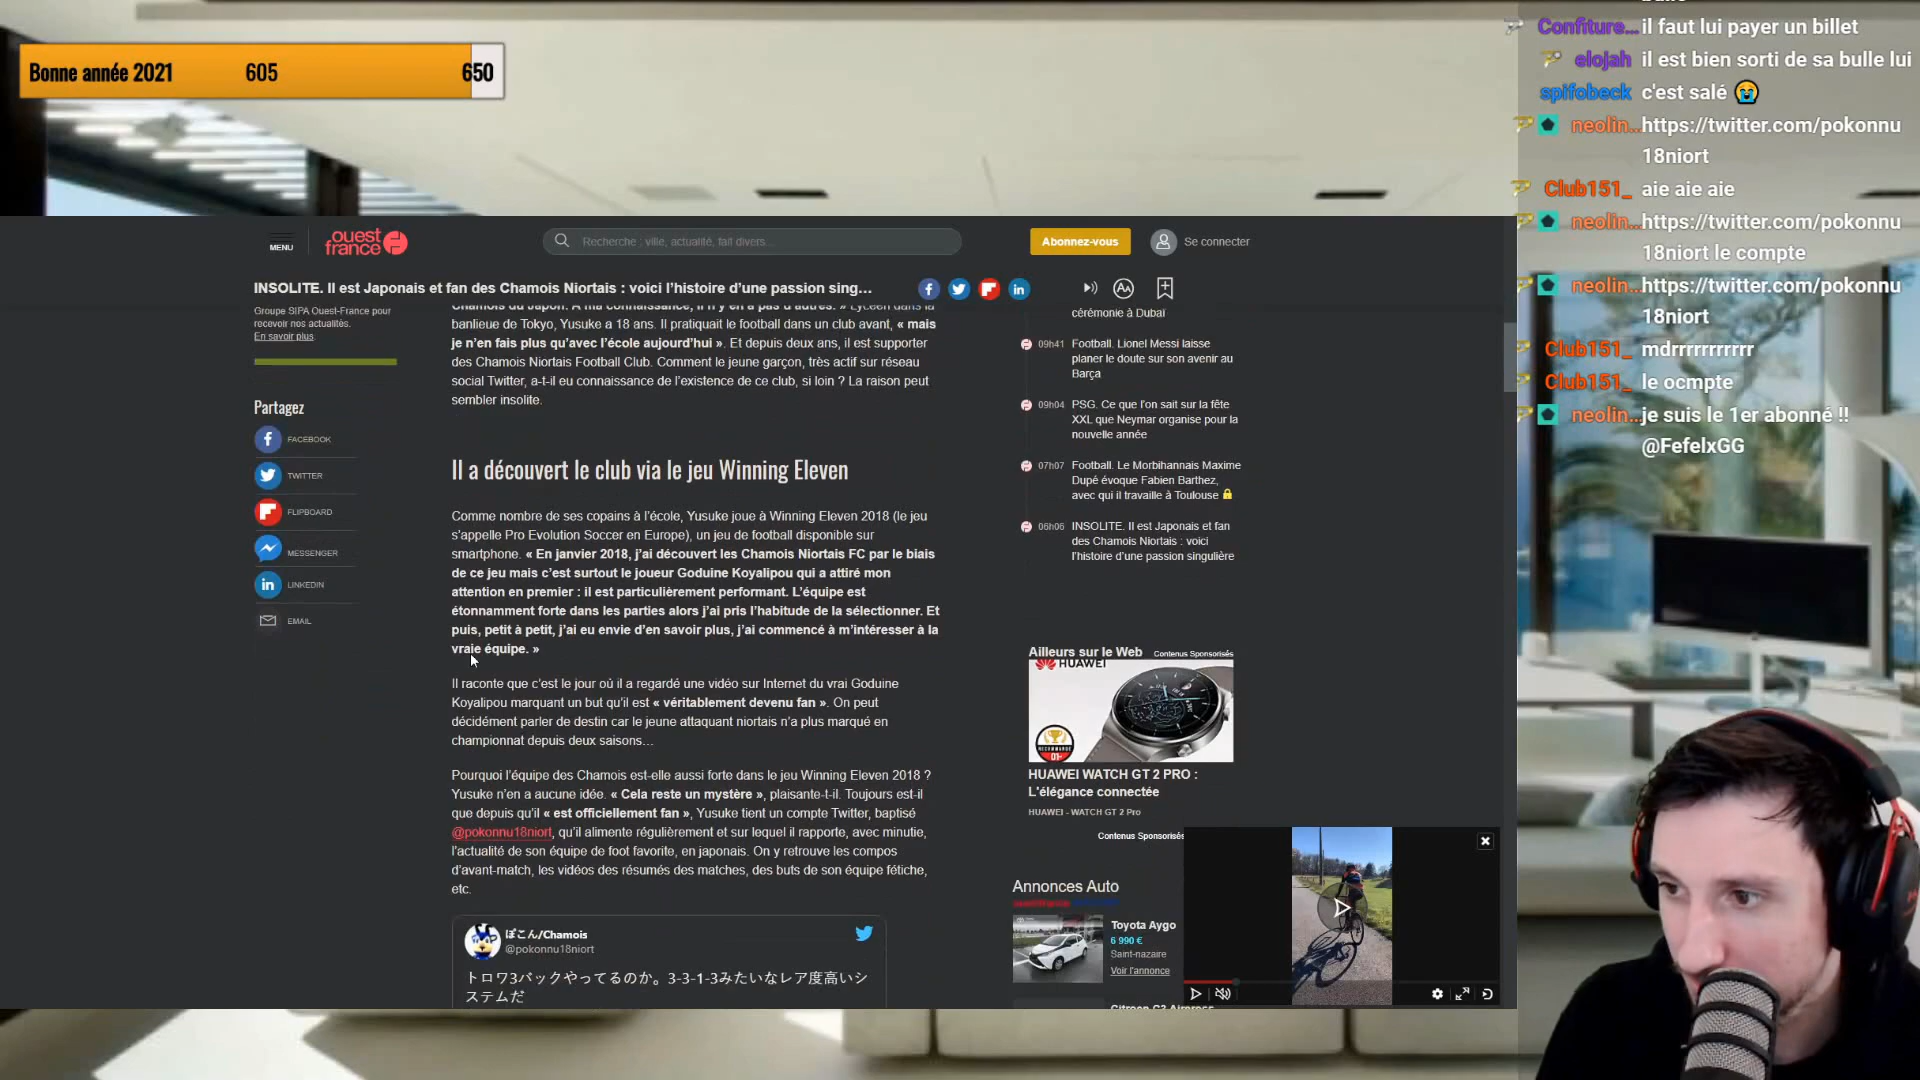 Bonne année 2021 605 650
MENU
ouest
france
Recherche : ville, actualité, fait divers...
Abonnez-vous
Se connecter
INSOLITE. Il est Japonais et fan des Chamois Niortais : voici l'histoire d'une passion sing...
Groupe SIPA Ouest-France pour
recevoir nos actualités.
En savoir plus
Partagez
FACEBOOK
TWITTER
FLIPBOARD
MESSENGER
LINKEDIN
EMAIL
Chamois du Japon. À ma connaissance, il n'y en a pas d'autres. » Lycéen dans la
banlieue de Tokyo, Yusuke a 18 ans. Il pratiquait le football dans un club avant, « mais
je n'en fais plus qu'avec l'école aujourd'hui ». Et depuis deux ans, il est supporter
des Chamois Niortais Football Club. Comment le jeune garçon, très actif sur réseau
social Twitter, a-t-il eu connaissance de l'existence de ce club, si loin ? La raison peut
sembler insolite.
Il a découvert le club via le jeu Winning Eleven
Comme nombre de ses copains à l'école, Yusuke joue à Winning Eleven 2018 (le jeu
s'appelle Pro Evolution Soccer en Europe), un jeu de football disponible sur
smartphone. « En janvier 2018, j'ai découvert les Chamois Niortais FC par le biais
de ce jeu mais c'est surtout le joueur Goduine Koyalipou qui a attiré mon
attention en premier : il est particulièrement performant. L'équipe est
étonnamment forte dans les parties alors j'ai pris l'habitude de la sélectionner. Et
puis, petit à petit, j'ai eu envie d'en savoir plus, j'ai commencé à m'intéresser à la
vraie équipe. »
Il raconte que c'est le jour où il a regardé une vidéo sur Internet du vrai Goduine
Koyalipou marquant un but qu'il est « véritablement devenu fan ». On peut
décidément parler de destin car le jeune attaquant niortais n'a plus marqué en
championnat depuis deux saisons…
Pourquoi l'équipe des Chamois est-elle aussi forte dans le jeu Winning Eleven 2018 ?
Yusuke n'en a aucune idée. « Cela reste un mystère », plaisante-t-il. Toujours est-il
que depuis qu'il « est officiellement fan », Yusuke tient un compte Twitter, baptisé
@pokonnu18niort, qu'il alimente régulièrement et sur lequel il rapporte, avec minutie,
l'actualité de son équipe de foot favorite, en japonais. On y retrouve les compos
d'avant-match, les vidéos des résumés des matches, des buts de son équipe fétiche,
etc.
ぽこん/Chamois
@pokonnu18niort
トロワ3バックやってるのか。3-3-1-3みたいなレア度高いシ
ステムだ
cérémonie à Dubaï
09h41 Football. Lionel Messi laisse
planer le doute sur son avenir au
Barça
09h04 PSG. Ce que l'on sait sur la fête
XXL que Neymar organise pour la
nouvelle année
07h07 Football. Le Morbihannais Maxime
Dupé évoque Fabien Barthez,
avec qui il travaille à Toulouse
06h06 INSOLITE. Il est Japonais et fan
des Chamois Niortais : voici
l'histoire d'une passion singulière
Ailleurs sur le Web Contenus Sponsorisés
HUAWEI
HUAWEI WATCH GT 2 PRO :
L'élégance connectée
HUAWEI - WATCH GT 2 Pro
Contenus Sponsorisés
Annonces Auto
Toyota Aygo
6 990 €
Saint-nazaire
Voir l'annonce
Confiture... il faut lui payer un billet
elojah il est bien sorti de sa bulle lui
spifobeck c'est salé 😭
neolin... https://twitter.com/pokonnu
18niort
Club151_ aie aie aie
neolin... https://twitter.com/pokonnu
18niort le compte
neolin... https://twitter.com/pokonnu
18niort
Club151_ mdrrrrrrrrrrr
Club151_ le ocmpte
neolin... je suis le 1er abonné !!
@FefelxGG